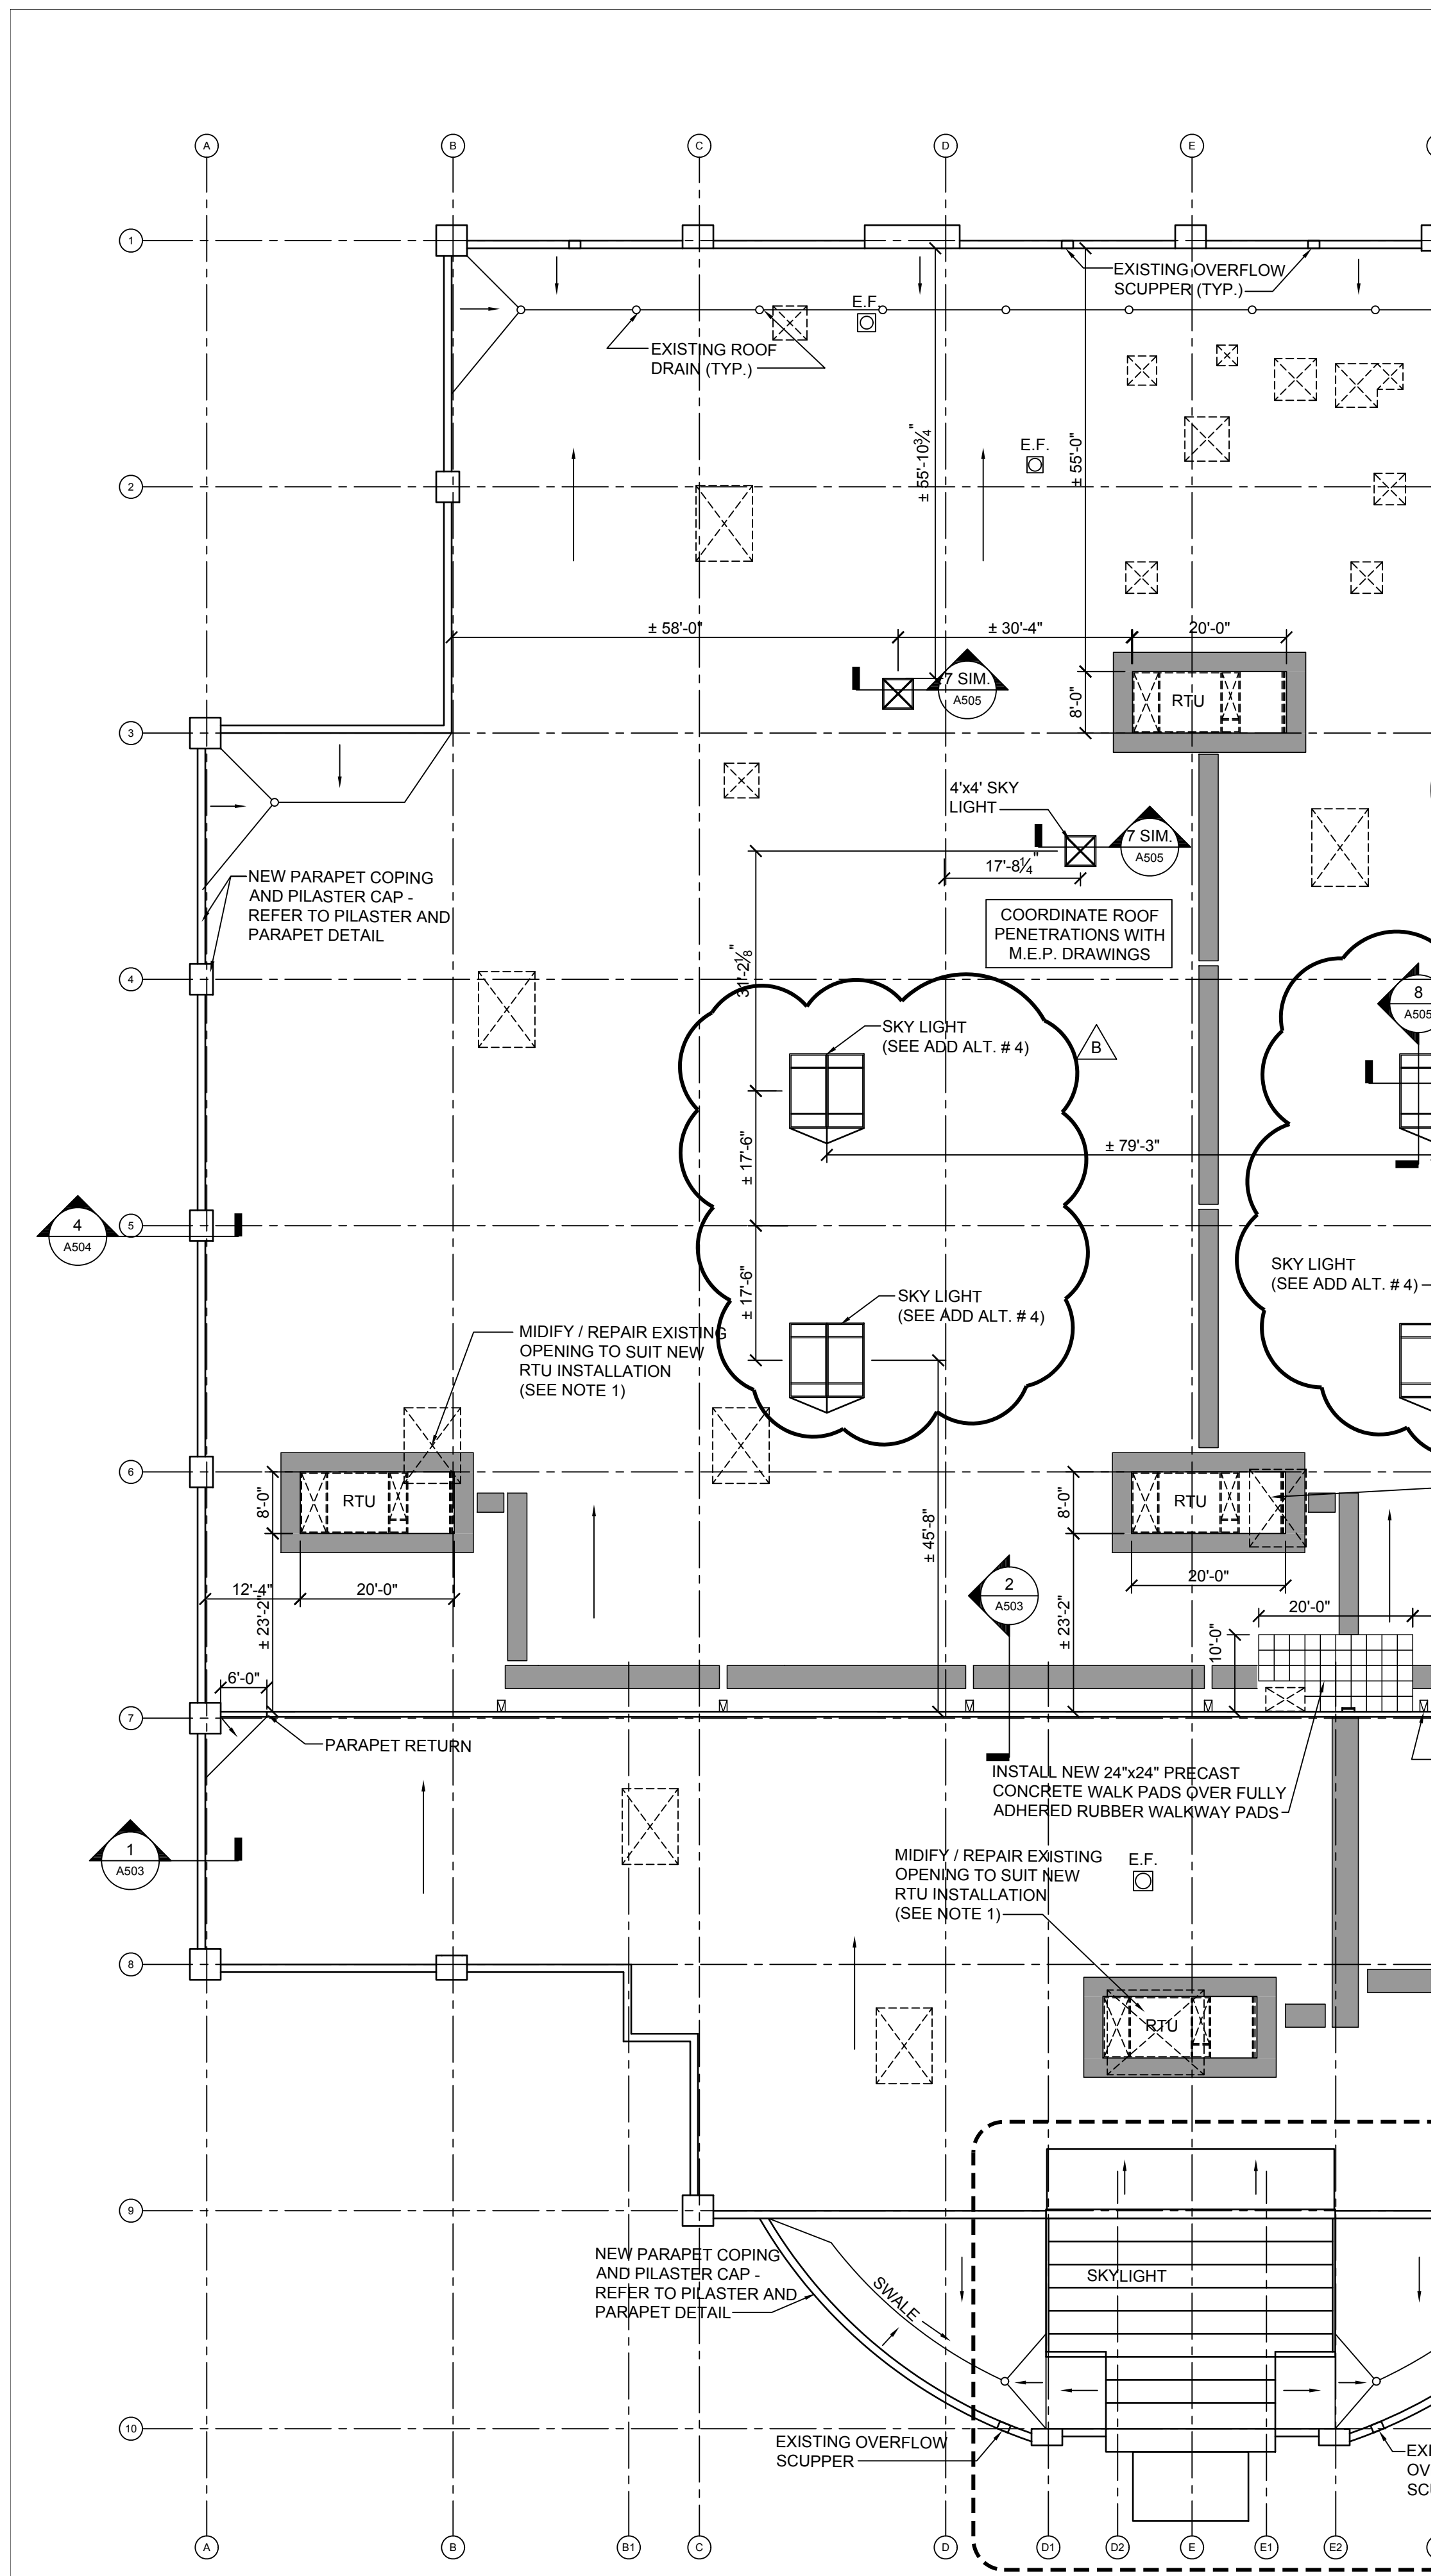 A
B
C
D
E
1
EXISTING OVERFLOW
SCUPPER (TYP.)
E.F.
EXISTING ROOF
DRAIN (TYP.)
± 55'-10¾"
E.F.
± 55'-0"
2
± 58'-0"
± 30'-4"
20'-0"
7 SIM.
A505
8'-0"
RTU
3
4'x4' SKY
LIGHT
7 SIM.
A505
17'-8¼"
NEW PARAPET COPING
AND PILASTER CAP -
REFER TO PILASTER AND
PARAPET DETAIL
COORDINATE ROOF
PENETRATIONS WITH
M.E.P. DRAWINGS
31'-2⅛"
4
8
A505
SKY LIGHT
(SEE ADD ALT. # 4)
B
± 17'-6"
± 79'-3"
4
A504
5
SKY LIGHT
(SEE ADD ALT. # 4)
± 17'-6"
SKY LIGHT
(SEE ADD ALT. # 4)
MIDIFY / REPAIR EXISTING
OPENING TO SUIT NEW
RTU INSTALLATION
(SEE NOTE 1)
6
8'-0"
RTU
8'-0"
RTU
± 45'-8"
12'-4"
20'-0"
2
A503
20'-0"
± 23'-2"
± 23'-2"
20'-0"
10'-0"
6'-0"
7
PARAPET RETURN
INSTALL NEW 24"x24" PRECAST
CONCRETE WALK PADS OVER FULLY
ADHERED RUBBER WALKWAY PADS
1
A503
MIDIFY / REPAIR EXISTING
OPENING TO SUIT NEW
RTU INSTALLATION
(SEE NOTE 1)
E.F.
8
RTU
9
NEW PARAPET COPING
AND PILASTER CAP -
REFER TO PILASTER AND
PARAPET DETAIL
SWALE
SKYLIGHT
10
EXISTING OVERFLOW
SCUPPER
EXI
OV
SCU
A
B
B1
C
D
D1
D2
E
E1
E2